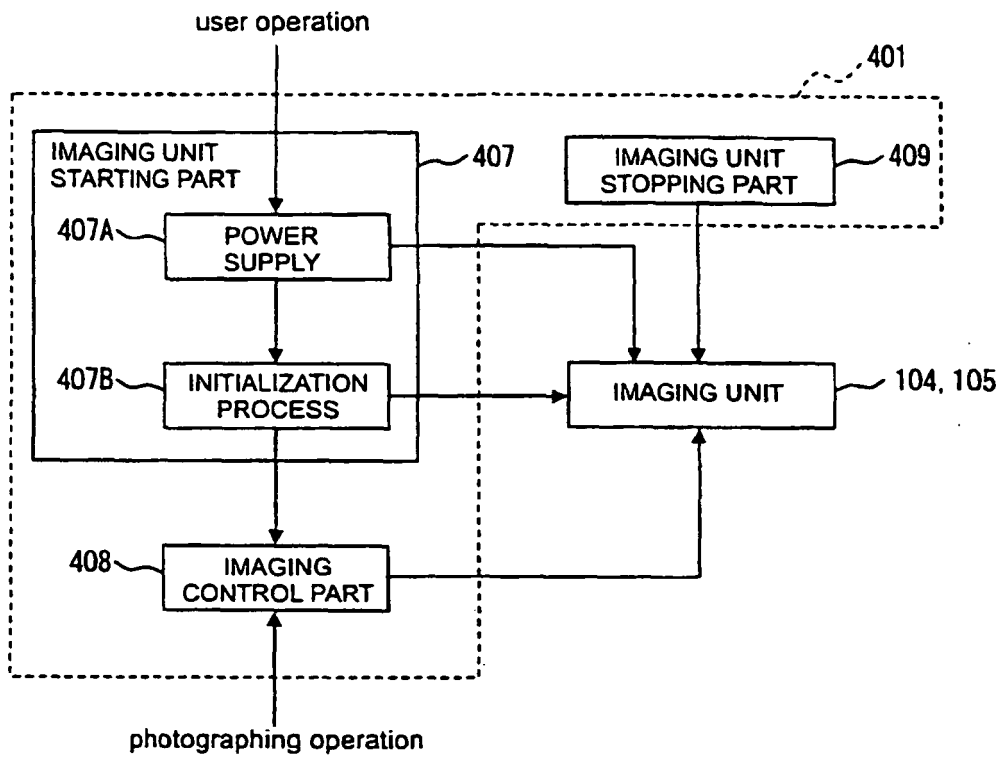 user operation
401
IMAGING UNIT
STARTING PART
407
IMAGING UNIT
STOPPING PART
409
407A
POWER
SUPPLY
407B
INITIALIZATION
PROCESS
IMAGING UNIT
104, 105
408
IMAGING
CONTROL PART
photographing operation